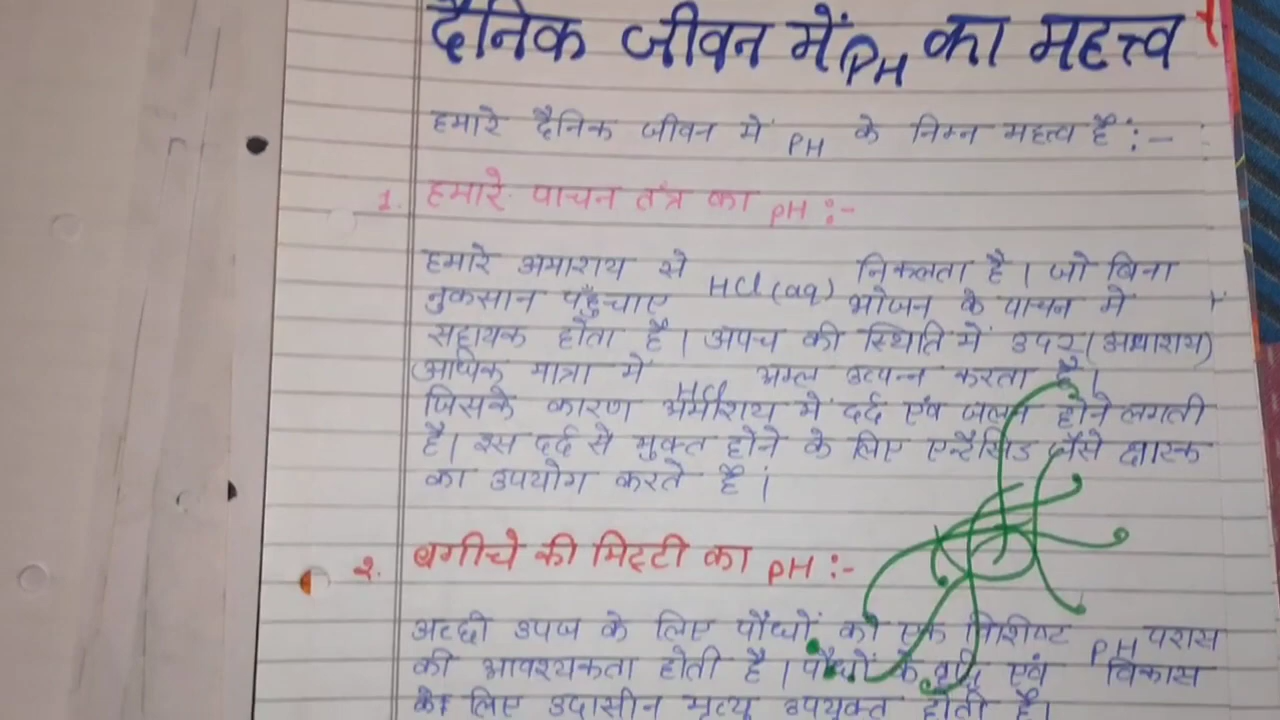 दैनिक जीवन में PH का महत्त्व
हमारे दैनिक जीवन में PH के निम्न महत्व हैं :-
1. हमारे पाचन तंत्र का PH :-
हमारे अमाशय से HCl (aq) निकलता है। जो बिना
नुकसान पहुँचाए भोजन के पाचन में
सहायक होता है। अपच की स्थिति में उदर (अमाशय)
अधिक मात्रा में HCl अम्ल उत्पन्न करता है।
जिसके कारण अमाशय में दर्द एवं जलन होने लगती
है। इस दर्द से मुक्त होने के लिए एन्टैसिड जैसे क्षारक
का उपयोग करते हैं।
2. बगीचे की मिट्टी का PH :-
अच्छी उपज के लिए पौधों को एक विशिष्ट PH परास
की आवश्यकता होती है। पौधों के वृद्धि एवं विकास
के लिए उदासीन मृत्यु उपयुक्त होती है।